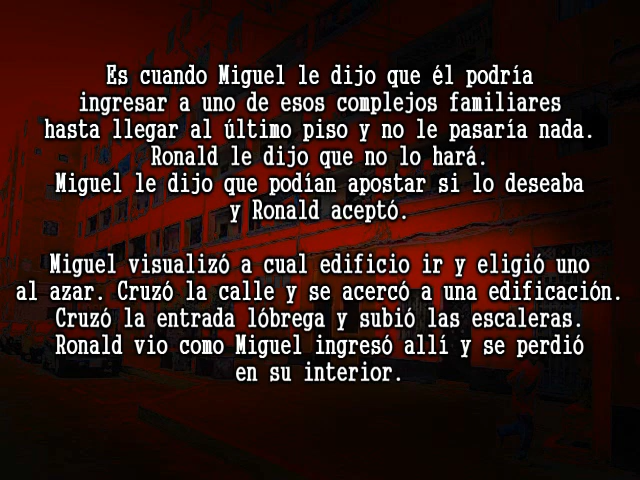 Es cuando Miguel le dijo que él podría
ingresar a uno de esos complejos familiares
hasta llegar al último piso y no le pasaría nada.
Ronald le dijo que no lo hará.
Miguel le dijo que podían apostar si lo deseaba
y Ronald aceptó.
Miguel visualizó a cual edificio ir y eligió uno
al azar. Cruzó la calle y se acercó a una edificación.
Cruzó la entrada lóbrega y subió las escaleras.
Ronald vio como Miguel ingresó allí y se perdió
en su interior.